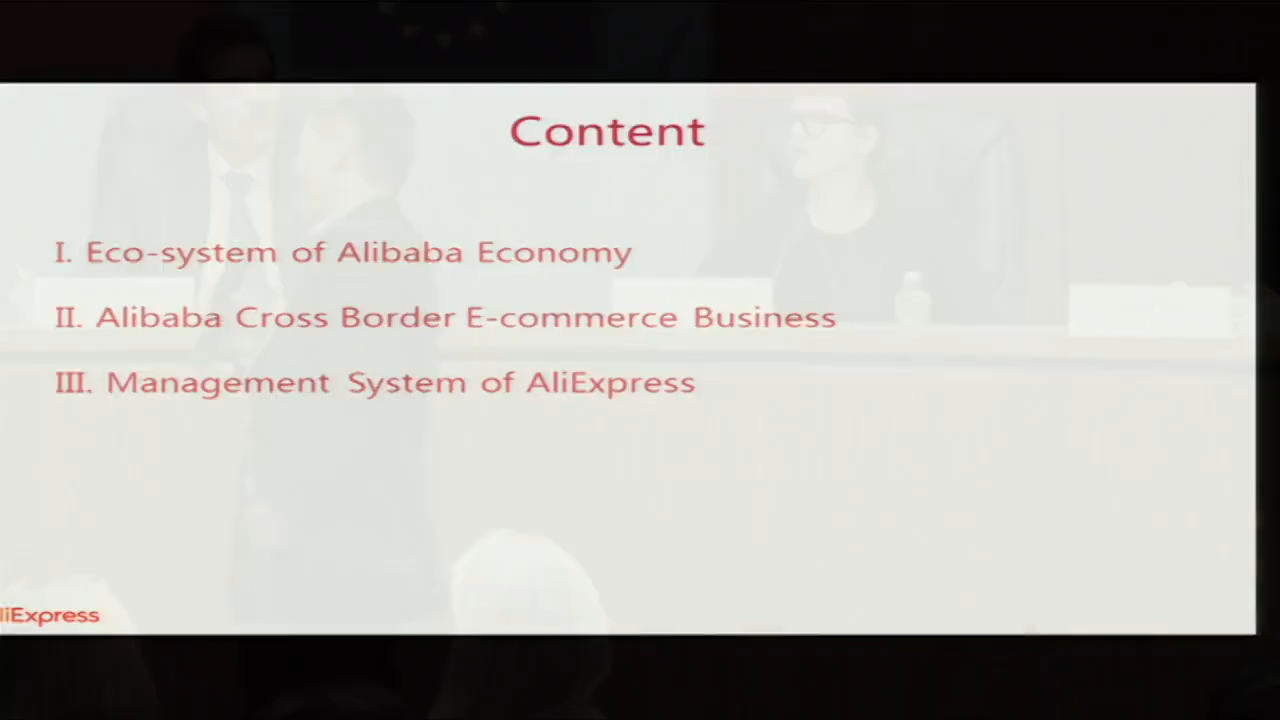 Content
I. Eco-system of Alibaba Economy
II. Alibaba Cross Border E-commerce Business
III. Management System of AliExpress
liExpress